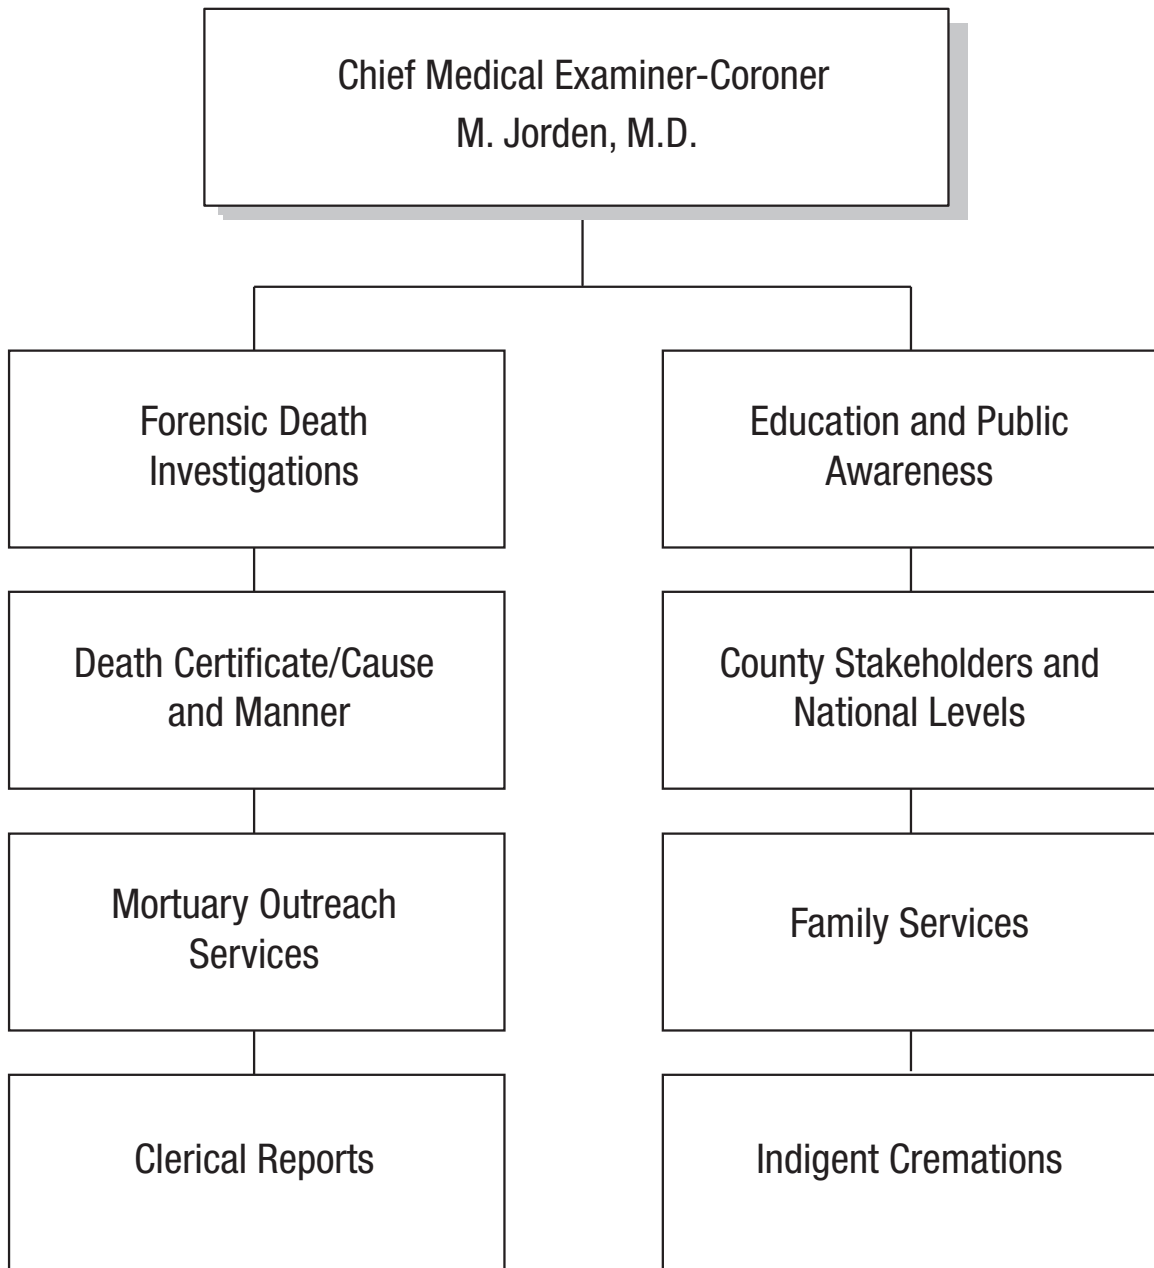 Chief Medical Examiner-Coroner
M. Jorden, M.D.
Forensic Death
Investigations
Death Certificate/Cause
and Manner
Mortuary Outreach
Services
Clerical Reports
Education and Public
Awareness
County Stakeholders and
National Levels
Family Services
Indigent Cremations